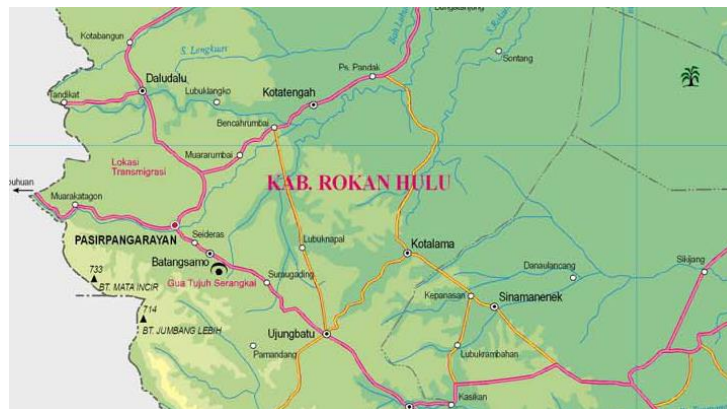 Kotabangun
S. Lengkuas
Sontang
Ps. Pandak
Daludalu
Lubuklangko
Kotatengah
Tandikat
Bencahrumbai
Muararumbai
Lokasi
Transmigrasi
KAB. ROKAN HULU
Muarakatagon
PASIRPANGARAYAN
Seideras
Lubuknapal
Kotalama
Batangsamo
Danaulancang
Sikijang
733
BT. MATA INCIR
Gua Tujuh Serangkai
Suraugading
Kepanasan
Sinamanenek
714
BT. JUMBANG LEBIH
Ujungbatu
Pamandang
Lubukrambahan
Kasikan